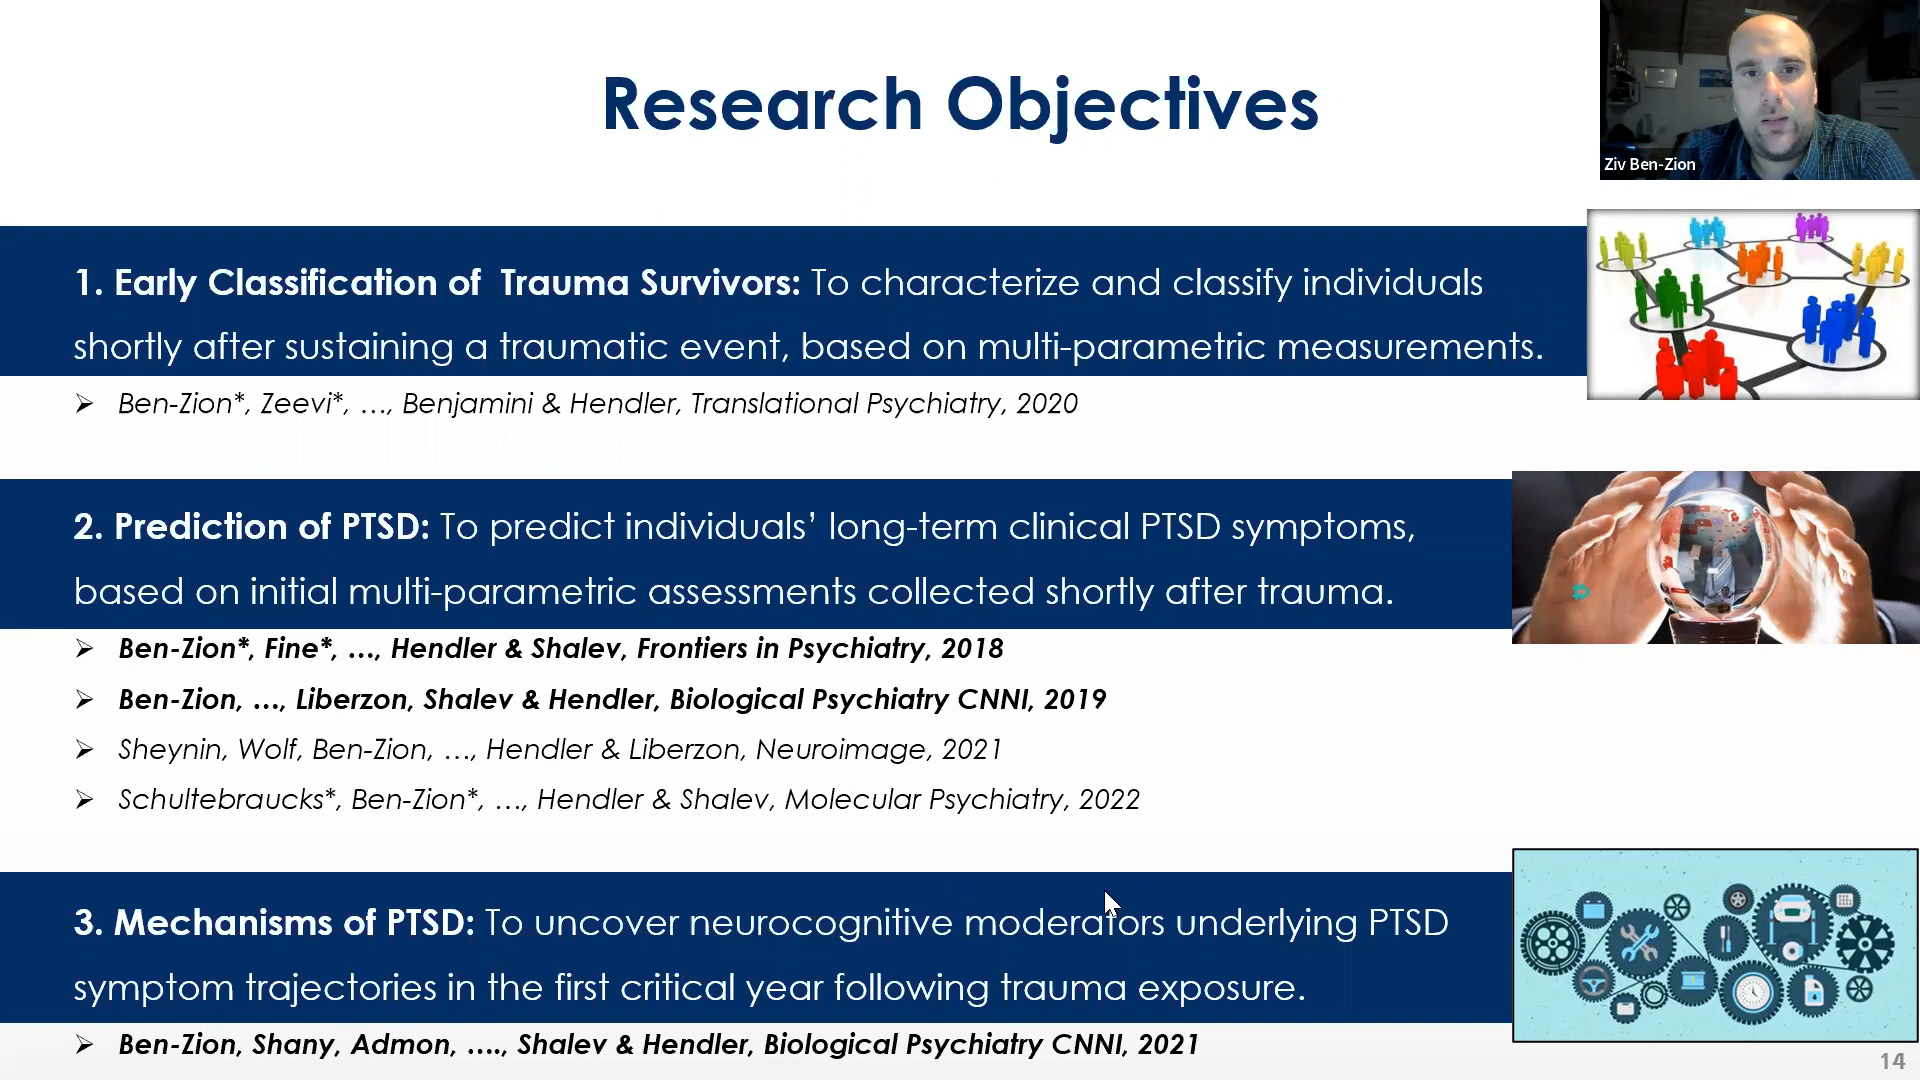 Research Objectives
Ziv Ben-Zion
1. Early Classification of Trauma Survivors: To characterize and classify individuals
shortly after sustaining a traumatic event, based on multi-parametric measurements.
➢ Ben-Zion*, Zeevi*, …, Benjamini & Hendler, Translational Psychiatry, 2020
2. Prediction of PTSD: To predict individuals’ long-term clinical PTSD symptoms,
based on initial multi-parametric assessments collected shortly after trauma.
➢ Ben-Zion*, Fine*, …, Hendler & Shalev, Frontiers in Psychiatry, 2018
➢ Ben-Zion, …, Liberzon, Shalev & Hendler, Biological Psychiatry CNNI, 2019
➢ Sheynin, Wolf, Ben-Zion, …, Hendler & Liberzon, Neuroimage, 2021
➢ Schultebraucks*, Ben-Zion*, …, Hendler & Shalev, Molecular Psychiatry, 2022
3. Mechanisms of PTSD: To uncover neurocognitive moderators underlying PTSD
symptom trajectories in the first critical year following trauma exposure.
➢ Ben-Zion, Shany, Admon, …., Shalev & Hendler, Biological Psychiatry CNNI, 2021
14